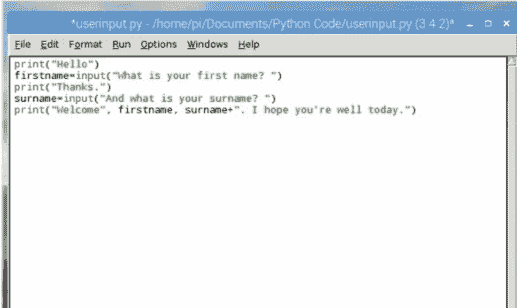 *userinput.py - /home/pi/Documents/Python Code/userinput.py (3.4.2)*
File Edit Format Run Options Windows Help
print("Hello")
firstname=input("What is your first name? ")
print("Thanks.")
surname=input("And what is your surname? ")
print("Welcome", firstname, surname+". I hope you're well today.")